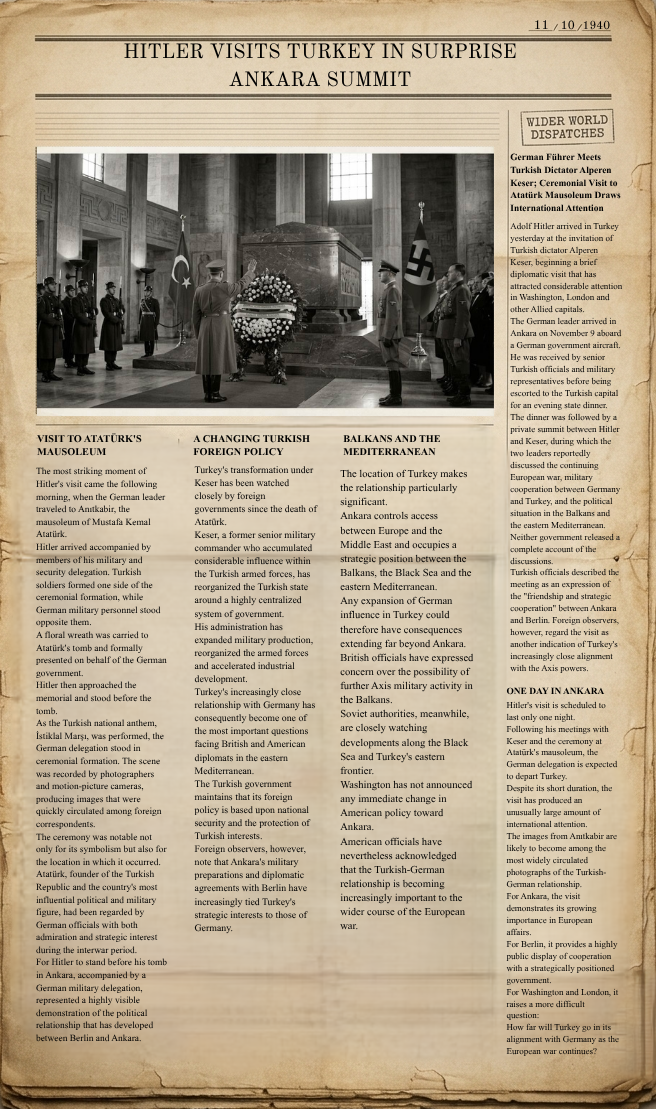 11 / 10 /1940
HITLER VISITS TURKEY IN SURPRISE
ANKARA SUMMIT
WIDER WORLD
DISPATCHES
German Führer Meets
Turkish Dictator Alperen
Keser; Ceremonial Visit to
Atatürk Mausoleum Draws
International Attention
Adolf Hitler arrived in Turkey
yesterday at the invitation of
Turkish dictator Alperen
Keser, beginning a brief
diplomatic visit that has
attracted considerable attention
in Washington, London and
other Allied capitals.
The German leader arrived in
Ankara on November 9 aboard
a German government aircraft.
He was received by senior
Turkish officials and military
representatives before being
escorted to the Turkish capital
for an evening state dinner.
The dinner was followed by a
private summit between Hitler
and Keser, during which the
two leaders reportedly
discussed the continuing
European war, military
cooperation between Germany
and Turkey, and the political
situation in the Balkans and
the eastern Mediterranean.
Neither government released a
complete account of the
discussions.
Turkish officials described the
meeting as an expression of
the "friendship and strategic
cooperation" between Ankara
and Berlin. Foreign observers,
however, regard the visit as
another indication of Turkey's
increasingly close alignment
with the Axis powers.
ONE DAY IN ANKARA
Hitler's visit is scheduled to
last only one night.
Following his meetings with
Keser and the ceremony at
Atatürk's mausoleum, the
German delegation is expected
to depart Turkey.
Despite its short duration, the
visit has produced an
unusually large amount of
international attention.
The images from Anıtkabir are
likely to become among the
most widely circulated
photographs of the Turkish-
German relationship.
For Ankara, the visit
demonstrates its growing
importance in European
affairs.
For Berlin, it provides a highly
public display of cooperation
with a strategically positioned
government.
For Washington and London, it
raises a more difficult
question:
How far will Turkey go in its
alignment with Germany as the
European war continues?
VISIT TO ATATÜRK'S
MAUSOLEUM
The most striking moment of
Hitler's visit came the following
morning, when the German leader
traveled to Anıtkabir, the
mausoleum of Mustafa Kemal
Atatürk.
Hitler arrived accompanied by
members of his military and
security delegation. Turkish
soldiers formed one side of the
ceremonial formation, while
German military personnel stood
opposite them.
A floral wreath was carried to
Atatürk's tomb and formally
presented on behalf of the German
government.
Hitler then approached the
memorial and stood before the
tomb.
As the Turkish national anthem,
İstiklal Marşı, was performed, the
German delegation stood in
ceremonial formation. The scene
was recorded by photographers
and motion-picture cameras,
producing images that were
quickly circulated among foreign
correspondents.
The ceremony was notable not
only for its symbolism but also for
the location in which it occurred.
Atatürk, founder of the Turkish
Republic and the country's most
influential political and military
figure, had been regarded by
German officials with both
admiration and strategic interest
during the interwar period.
For Hitler to stand before his tomb
in Ankara, accompanied by a
German military delegation,
represented a highly visible
demonstration of the political
relationship that has developed
between Berlin and Ankara.
A CHANGING TURKISH
FOREIGN POLICY
Turkey's transformation under
Keser has been watched
closely by foreign
governments since the death of
Atatürk.
Keser, a former senior military
commander who accumulated
considerable influence within
the Turkish armed forces, has
reorganized the Turkish state
around a highly centralized
system of government.
His administration has
expanded military production,
reorganized the armed forces
and accelerated industrial
development.
Turkey's increasingly close
relationship with Germany has
consequently become one of
the most important questions
facing British and American
diplomats in the eastern
Mediterranean.
The Turkish government
maintains that its foreign
policy is based upon national
security and the protection of
Turkish interests.
Foreign observers, however,
note that Ankara's military
preparations and diplomatic
agreements with Berlin have
increasingly tied Turkey's
strategic interests to those of
Germany.
BALKANS AND THE
MEDITERRANEAN
The location of Turkey makes
the relationship particularly
significant.
Ankara controls access
between Europe and the
Middle East and occupies a
strategic position between the
Balkans, the Black Sea and the
eastern Mediterranean.
Any expansion of German
influence in Turkey could
therefore have consequences
extending far beyond Ankara.
British officials have expressed
concern over the possibility of
further Axis military activity in
the Balkans.
Soviet authorities, meanwhile,
are closely watching
developments along the Black
Sea and Turkey's eastern
frontier.
Washington has not announced
any immediate change in
American policy toward
Ankara.
American officials have
nevertheless acknowledged
that the Turkish-German
relationship is becoming
increasingly important to the
wider course of the European
war.